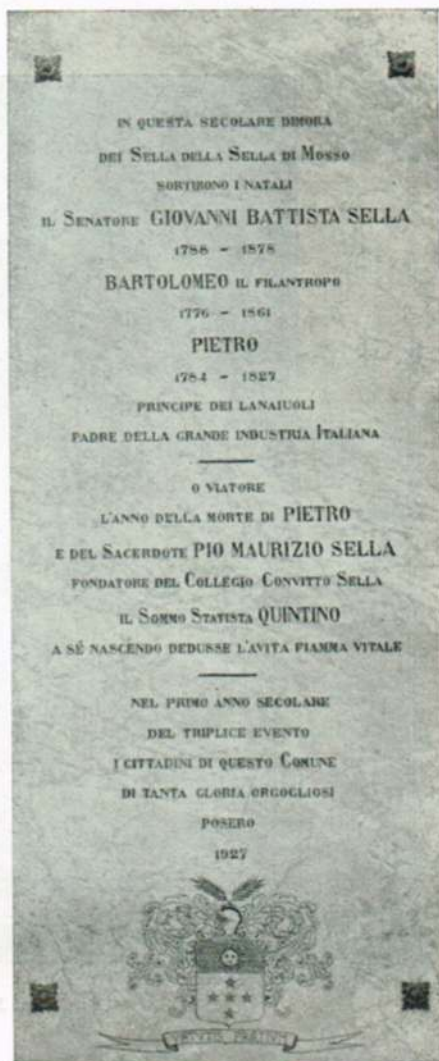 IN QUESTA SECOLARE DIMORA
DEI SELLA DELLA SELLA DI MOSSO
SORTIRONO I NATALI
IL SENATORE GIOVANNI BATTISTA SELLA
1788 - 1878
BARTOLOMEO IL FILANTROPO
1776 - 1861
PIETRO
1784 - 1827
PRINCIPE DEI LANAIUOLI
PADRE DELLA GRANDE INDUSTRIA ITALIANA
O VIATORE
L'ANNO DELLA MORTE DI PIETRO
E DEL SACERDOTE PIO MAURIZIO SELLA
FONDATORE DEL COLLEGIO CONVITTO SELLA
IL SOMMO STATISTA QUINTINO
A SÉ NASCENDO DEDUSSE L'AVITA FIAMMA VITALE
NEL PRIMO ANNO SECOLARE
DEL TRIPLICE EVENTO
I CITTADINI DI QUESTO COMUNE
DI TANTA GLORIA ORGOGLIOSI
POSERO
1927